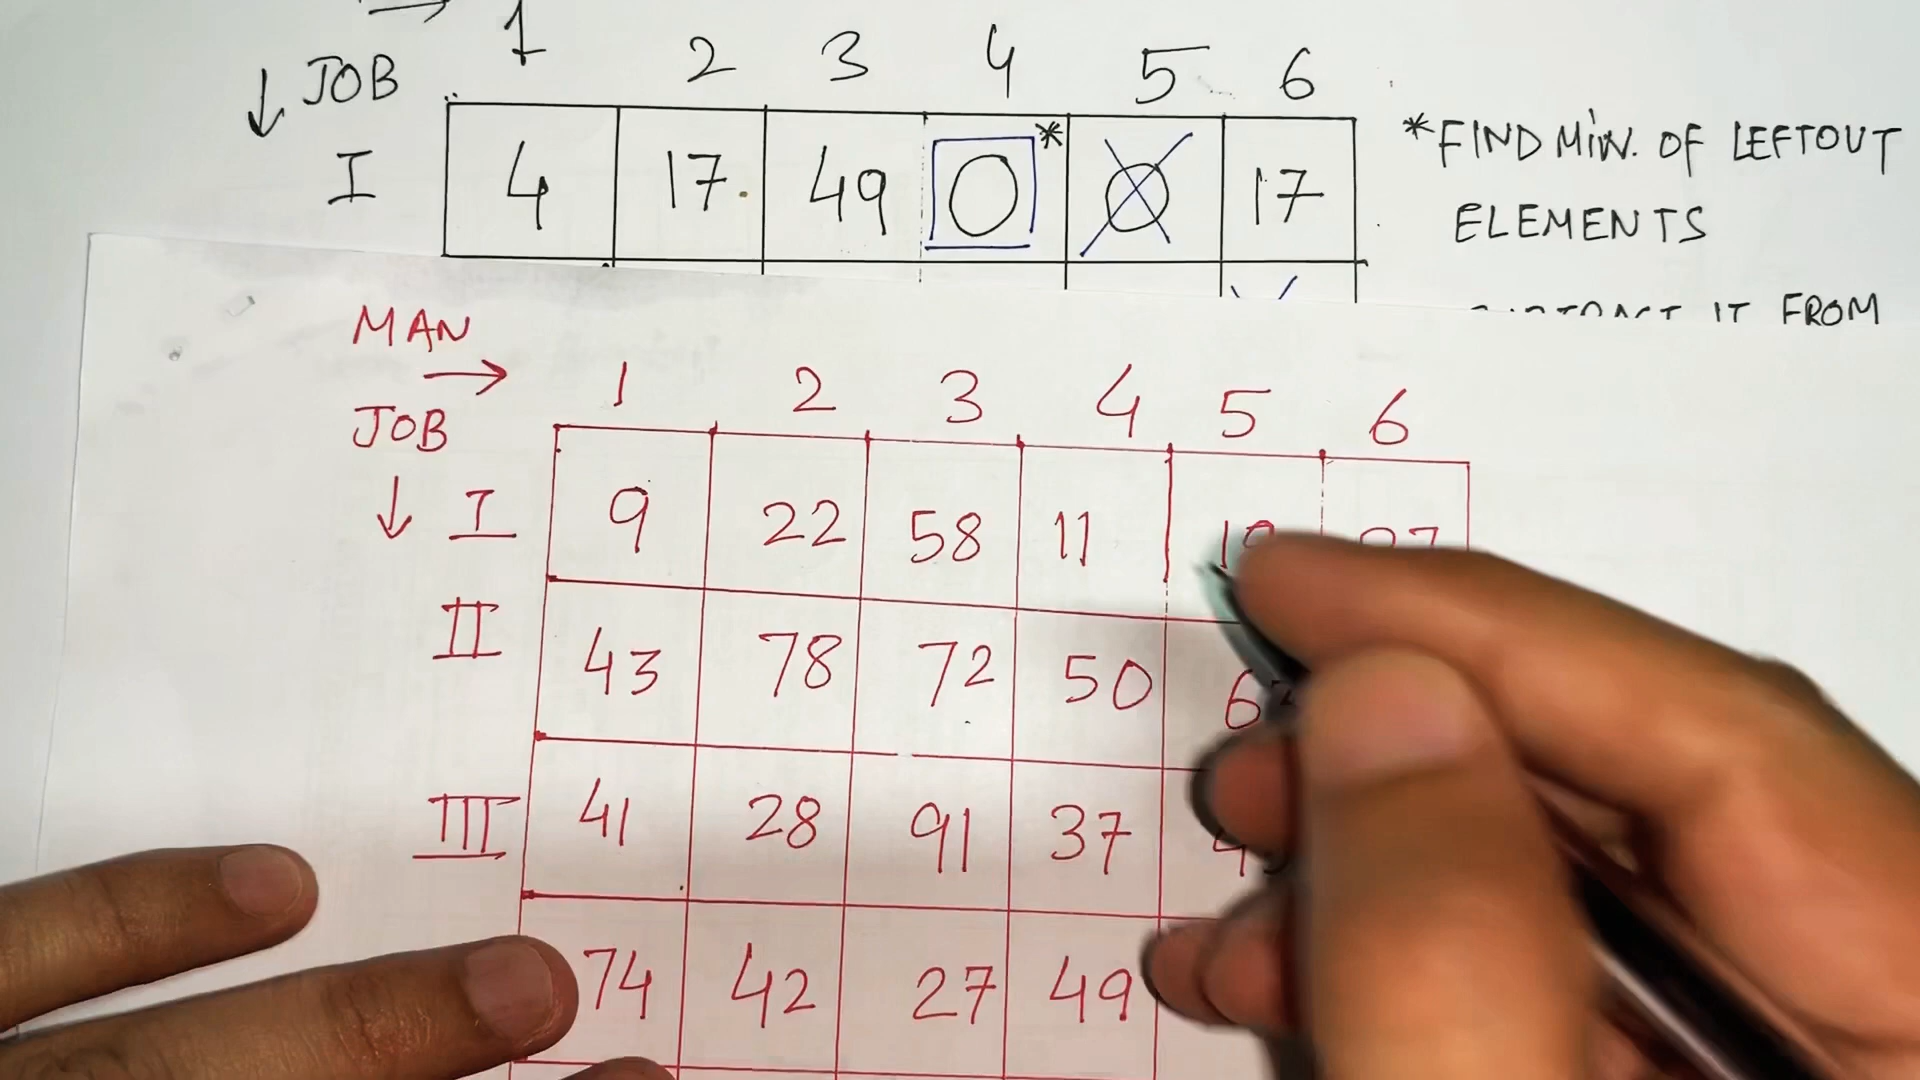 1 2 3 4 5 6
↓ JOB
I 4 17 49 0 * 0 17
*FIND MIN. OF LEFTOUT
ELEMENTS
IT FROM
MAN
→ 1 2 3 4 5 6
JOB
↓ I 9 22 58 11
II 43 78 72 50
III 41 28 91 37
74 42 27 49